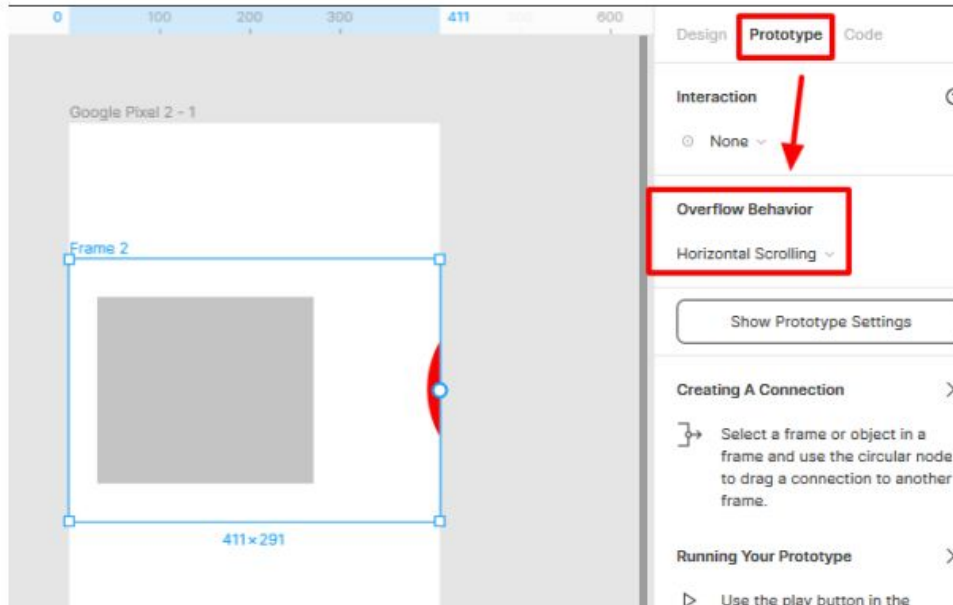 0 100 200 300 411 600
Design Prototype Code
Google Pixel 2 - 1
Interaction
None
Overflow Behavior
Frame 2
Horizontal Scrolling
Show Prototype Settings
Creating A Connection
Select a frame or object in a
frame and use the circular node
to drag a connection to another
frame.
411×291
Running Your Prototype
Use the play button in the